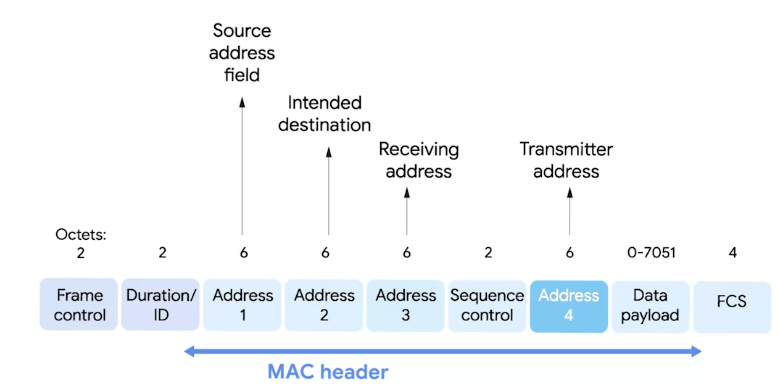 Source
address
field
Intended
destination
Receiving
address
Transmitter
address
Octets:
2 2 6 6 6 2 6 0-7051 4
Frame Duration/ Address Address Address Sequence Address Data FCS
control ID 1 2 3 control 4 payload
MAC header